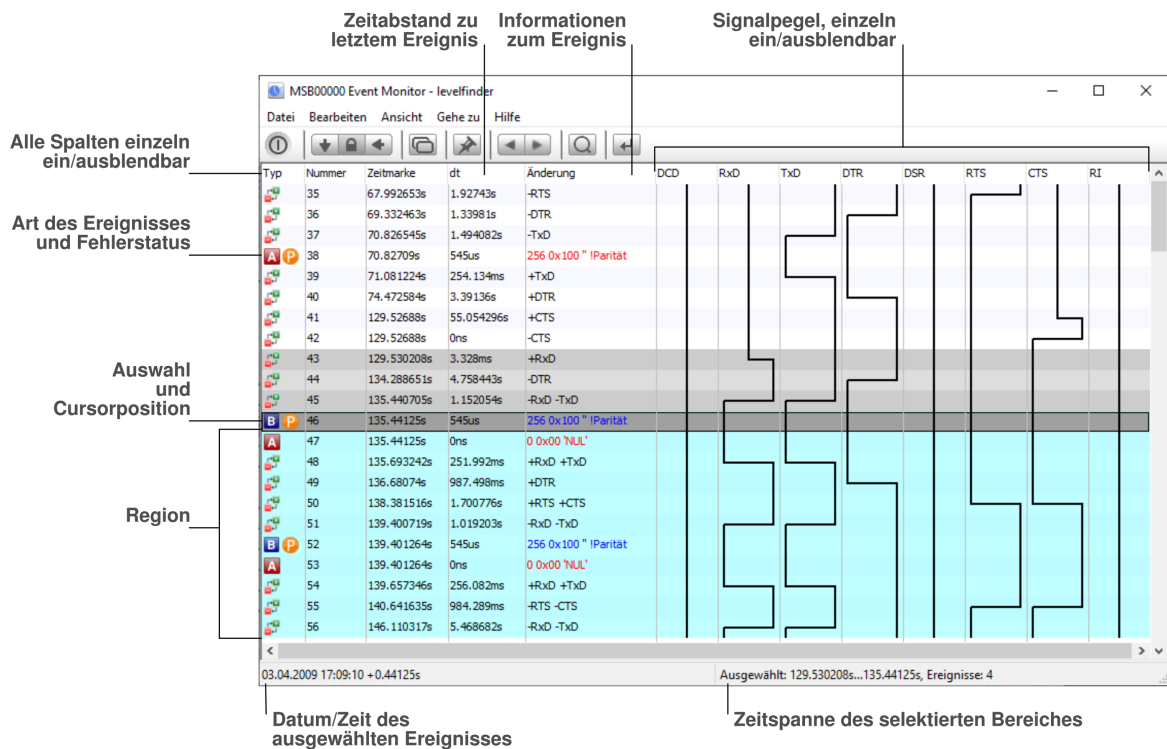 Zeitabstand zu
letztem Ereignis
Informationen
zum Ereignis
Signalpegel, einzeln
ein/ausblendbar
MSB00000 Event Monitor - levelfinder
Datei Bearbeiten Ansicht Gehe zu Hilfe
Alle Spalten einzeln
ein/ausblendbar
Typ Nummer Zeitmarke dt Änderung DCD RxD TxD DTR DSR RTS CTS RI
35 67.992653s 1.92743s -RTS
36 69.332463s 1.33981s -DTR
Art des Ereignisses
und Fehlerstatus
37 70.826545s 1.494082s -TxD
A P 38 70.82709s 545us 256 0x100 '' !Parität
39 71.081224s 254.134ms +TxD
40 74.472584s 3.39136s +DTR
41 129.52688s 55.054296s +CTS
42 129.52688s 0ns -CTS
43 129.530208s 3.328ms +RxD
44 134.288651s 4.758443s -DTR
45 135.440705s 1.152054s -RxD -TxD
Auswahl
und
Cursorposition
B P 46 135.44125s 545us 256 0x100 '' !Parität
A 47 135.44125s 0ns 0 0x00 'NUL'
48 135.693242s 251.992ms +RxD +TxD
49 136.68074s 987.498ms +DTR
50 138.381516s 1.700776s +RTS +CTS
Region
51 139.400719s 1.019203s -RxD -TxD
B P 52 139.401264s 545us 256 0x100 '' !Parität
A 53 139.401264s 0ns 0 0x00 'NUL'
54 139.657346s 256.082ms +RxD +TxD
55 140.641635s 984.289ms -RTS -CTS
56 146.110317s 5.468682s -RxD -TxD
03.04.2009 17:09:10 +0.44125s
Ausgewählt: 129.530208s...135.44125s, Ereignisse: 4
Datum/Zeit des
ausgewählten Ereignisses
Zeitspanne des selektierten Bereiches